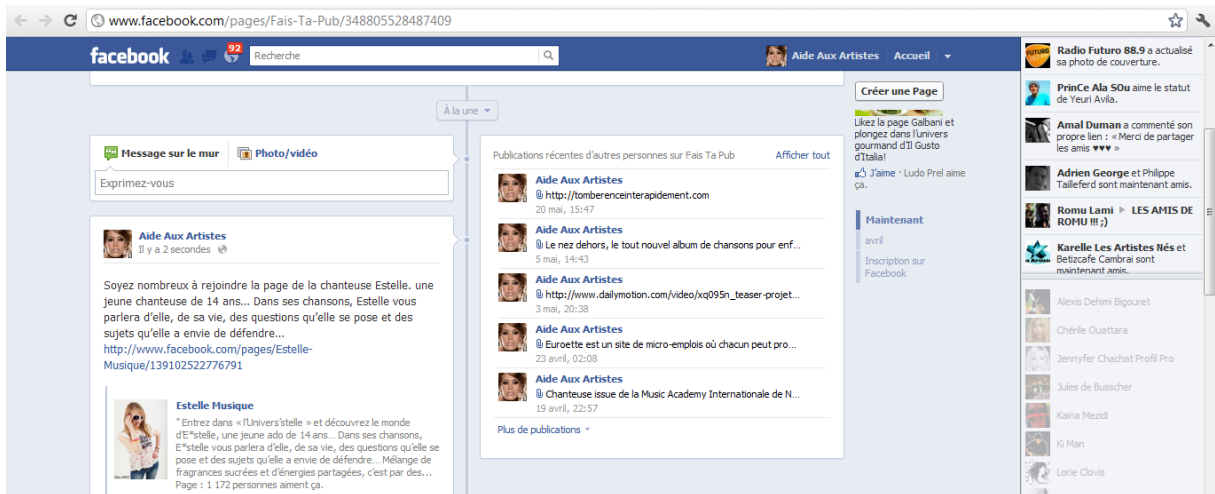 www.facebook.com/pages/Fais-Ta-Pub/348805528487409
facebook
92
Recherche
Aide Aux Artistes
Accueil
À la une
Message sur le mur
Photo/vidéo
Exprimez-vous
Aide Aux Artistes
Il y a 2 secondes
Soyez nombreux à rejoindre la page de la chanteuse Estelle. une
jeune chanteuse de 14 ans... Dans ses chansons, Estelle vous
parlera d'elle, de sa vie, des questions qu'elle se pose et des
sujets qu'elle a envie de défendre...
http://www.facebook.com/pages/Estelle-
Musique/139102522776791
Estelle Musique
"Entrez dans « l'Univers'stelle » et découvrez le monde
d'E*stelle, une jeune ado de 14 ans... Dans ses chansons,
E*stelle vous parlera d'elle, de sa vie, des questions qu'elle se
pose et des sujets qu'elle a envie de défendre... Mélange de
fragrances sucrées et d'énergies partagées, c'est par des...
Page : 1 172 personnes aiment ça.
Publications récentes d'autres personnes sur Fais Ta Pub
Afficher tout
Aide Aux Artistes
http://tomberenceinterapidement.com
20 mai, 15:47
Aide Aux Artistes
Le nez dehors, le tout nouvel album de chansons pour enf...
5 mai, 14:43
Aide Aux Artistes
http://www.dailymotion.com/video/xq095n_teaser-projet...
3 mai, 20:38
Aide Aux Artistes
Euroette est un site de micro-emplois où chacun peut pro...
23 avril, 02:08
Aide Aux Artistes
Chanteuse issue de la Music Academy Internationale de N...
19 avril, 22:57
Plus de publications
Créer une Page
Likez la page Galbani et
plongez dans l'univers
gourmand d'Il Gusto
d'Italia!
J'aime · Ludo Prel aime
ça.
Maintenant
avril
Inscription sur
Facebook
Radio Futuro 88.9 a actualisé
sa photo de couverture.
PrinCe Ala SOu aime le statut
de Yeuri Avila.
Amal Duman a commenté son
propre lien : « Merci de partager
les amis ♥♥♥ »
Adrien George et Philippe
Tailleferd sont maintenant amis.
Romu Lami ▶ LES AMIS DE
ROMU !!! ;)
Karelle Les Artistes Nés et
Betizcafe Cambrai sont
maintenant amis.
Alexis Dehimi Bigouret
Chérile Ouattara
Jennyfer Chachat Profil Pro
Jules de Busscher
Kaina Mezidi
Ki Man
Lorie Clovis